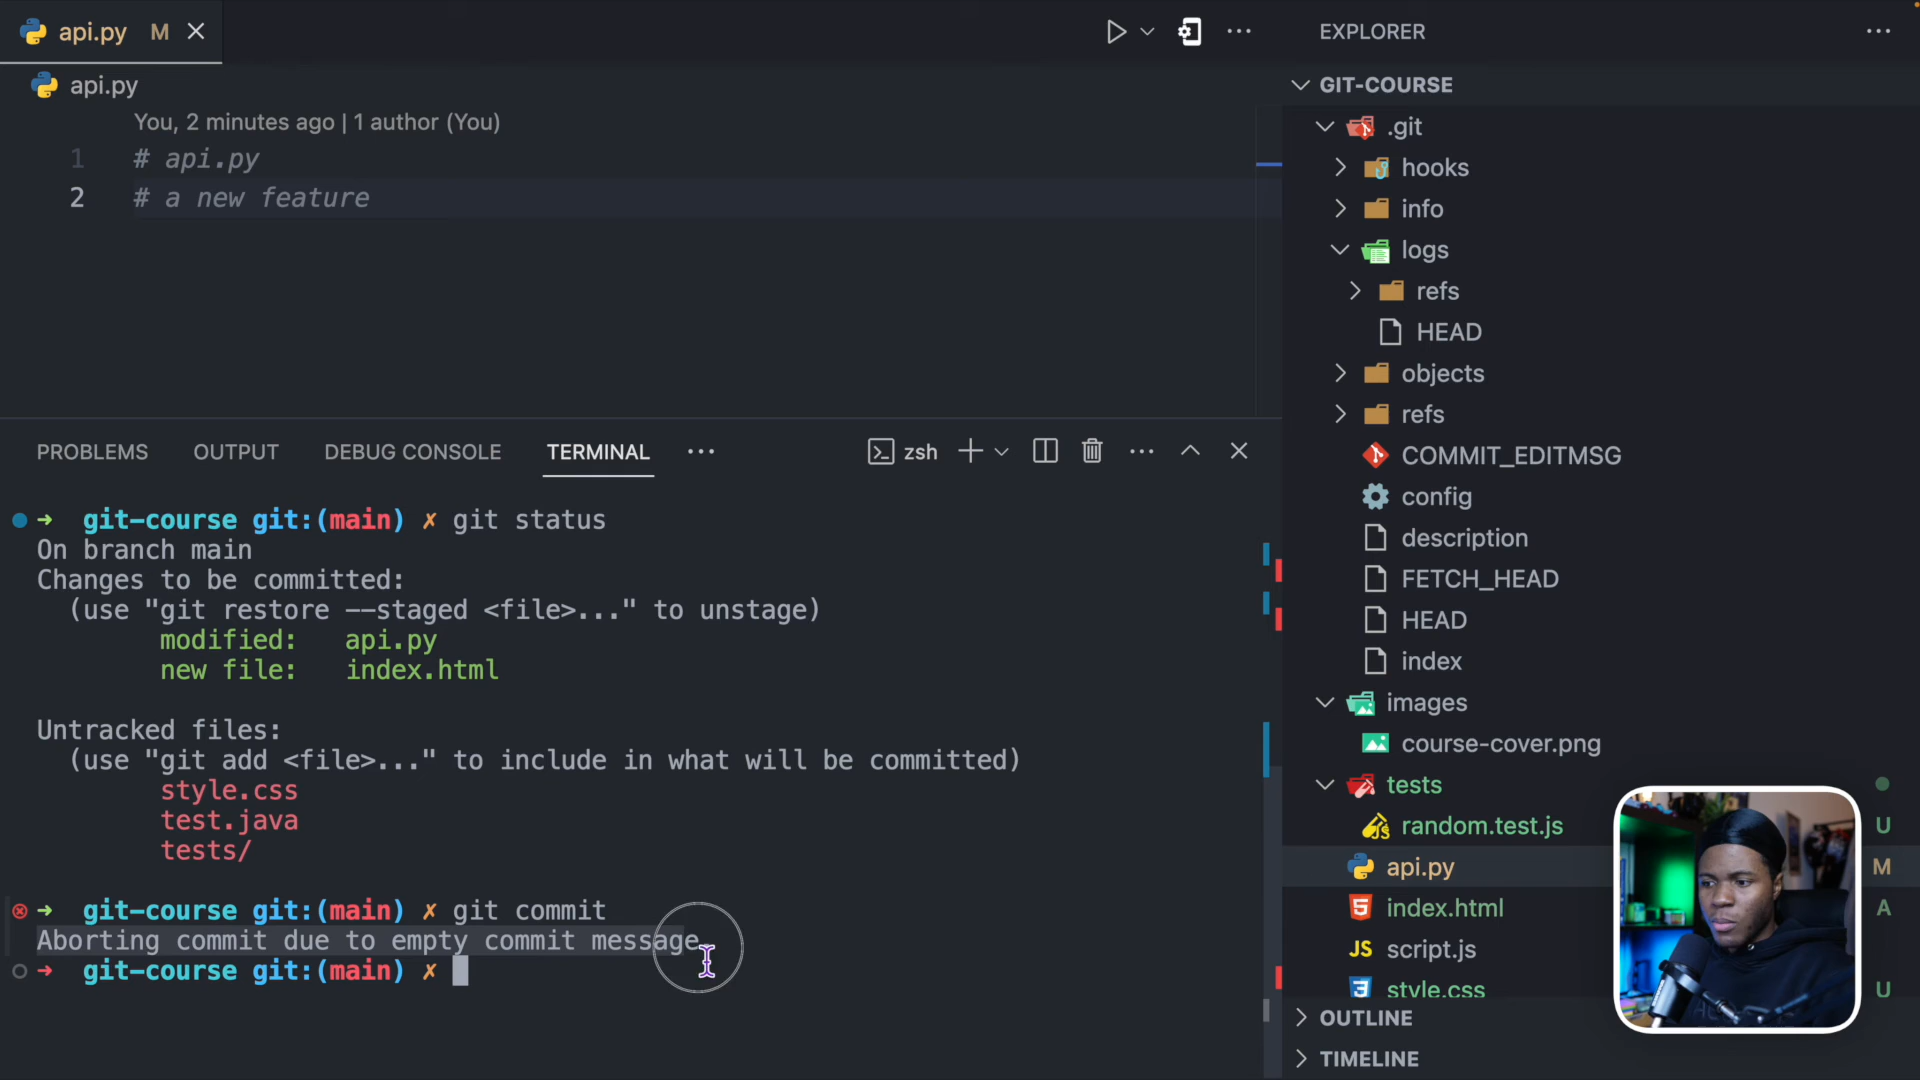 api.py M
api.py
You, 2 minutes ago | 1 author (You)
1 # api.py
2 # a new feature
PROBLEMS OUTPUT DEBUG CONSOLE TERMINAL zsh
➜ git-course git:(main) ✗ git status
On branch main
Changes to be committed:
(use "git restore --staged <file>..." to unstage)
modified: api.py
new file: index.html
Untracked files:
(use "git add <file>..." to include in what will be committed)
style.css
test.java
tests/
➜ git-course git:(main) ✗ git commit
Aborting commit due to empty commit message.
➜ git-course git:(main) ✗
EXPLORER
GIT-COURSE
.git
hooks
info
logs
refs
HEAD
objects
refs
COMMIT_EDITMSG
config
description
FETCH_HEAD
HEAD
index
images
course-cover.png
tests
random.test.js U
api.py M
index.html A
JS script.js
style.css U
OUTLINE
TIMELINE